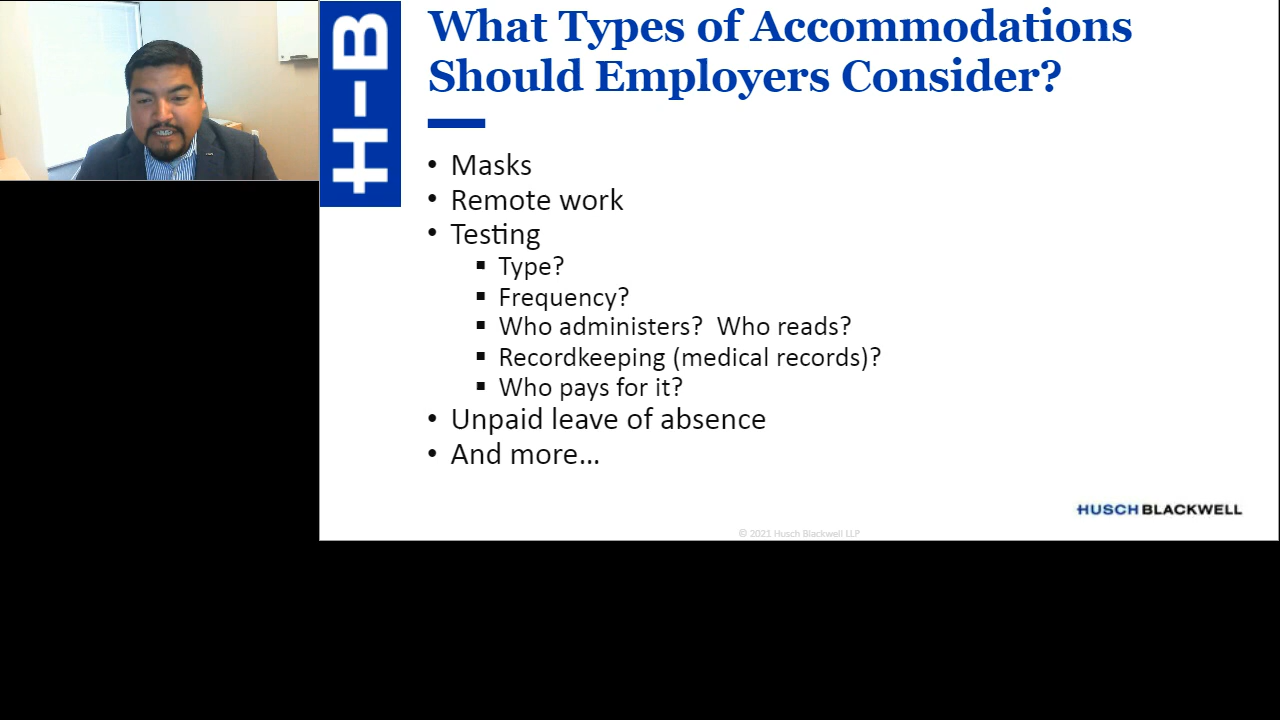 H-B
What Types of Accommodations
Should Employers Consider?
• Masks
• Remote work
• Testing
▪ Type?
▪ Frequency?
▪ Who administers?  Who reads?
▪ Recordkeeping (medical records)?
▪ Who pays for it?
• Unpaid leave of absence
• And more…
HUSCH BLACKWELL
© 2021 Husch Blackwell LLP